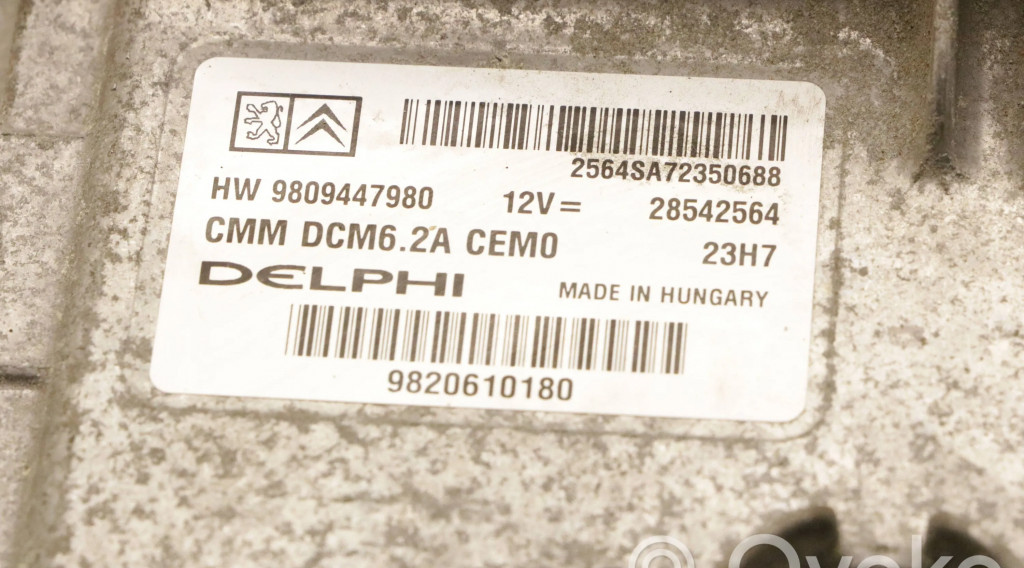 2564SA72350688
HW 9809447980 12V= 28542564
CMM DCM6.2A CEM0 23H7
DELPHI MADE IN HUNGARY
9820610180